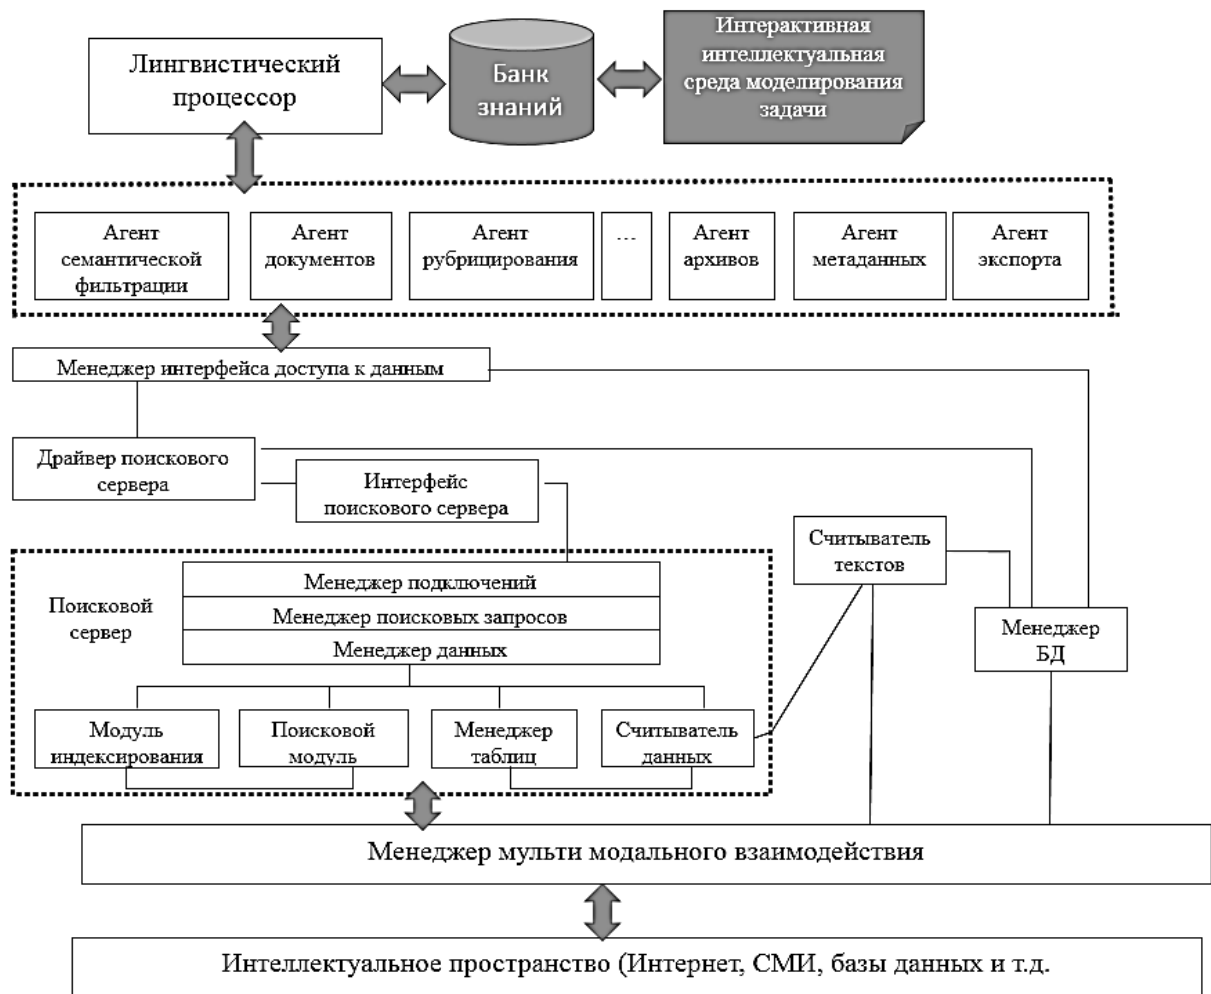 Лингвистический
процессор
Банк
знаний
Интерактивная
интеллектуальная
среда моделирования
задачи
Агент
семантической
фильтрации
Агент
документов
Агент
рубрицирования
...
Агент
архивов
Агент
метаданных
Агент
экспорта
Менеджер интерфейса доступа к данным
Драйвер поискового
сервера
Интерфейс
поискового сервера
Считыватель
текстов
Поисковой
сервер
Менеджер подключений
Менеджер поисковых запросов
Менеджер данных
Менеджер
БД
Модуль
индексирования
Поисковой
модуль
Менеджер
таблиц
Считыватель
данных
Менеджер мульти модального взаимодействия
Интеллектуальное пространство (Интернет, СМИ, базы данных и т.д.